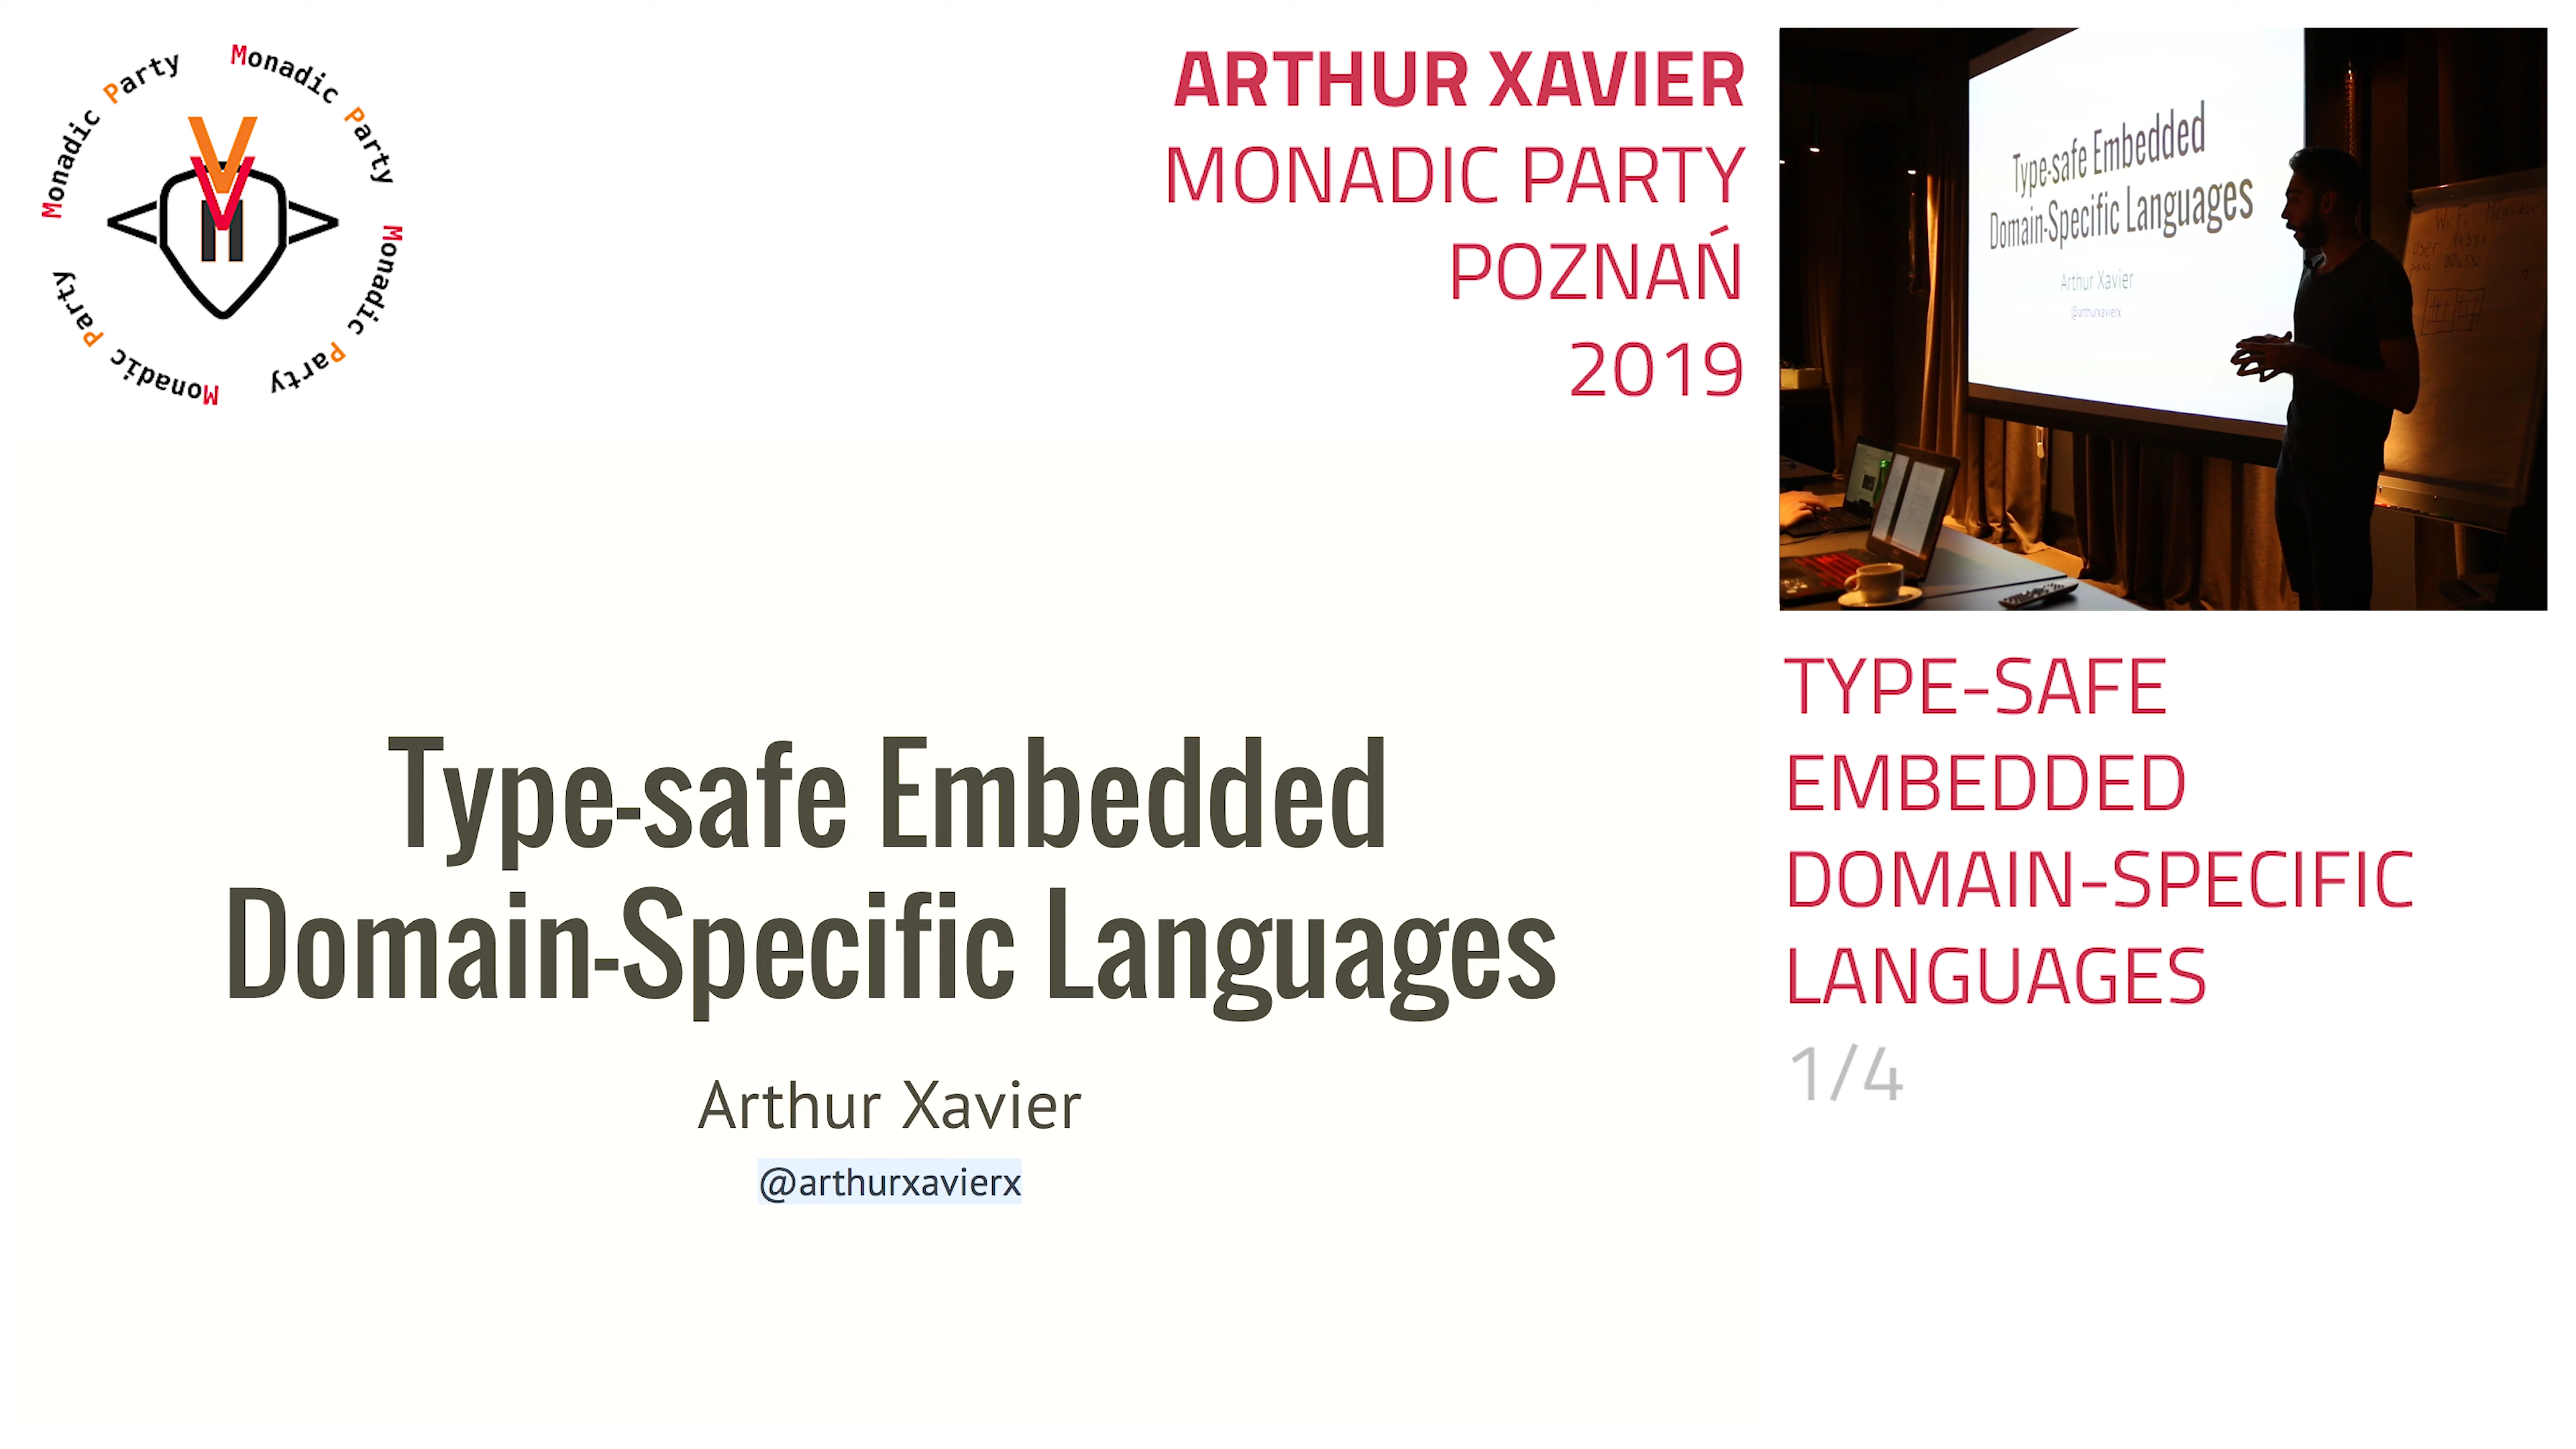 Monadic Party Monadic Party Monadic Party Monadic Party
M
ARTHUR XAVIER
MONADIC PARTY
POZNAŃ
2019
Type-safe Embedded
Domain-Specific Languages
Arthur Xavier
@arthurxavierx
TYPE-SAFE
EMBEDDED
DOMAIN-SPECIFIC
LANGUAGES
1/4
Type-safe Embedded
Domain-Specific Languages
Arthur Xavier
@arthurxavierx